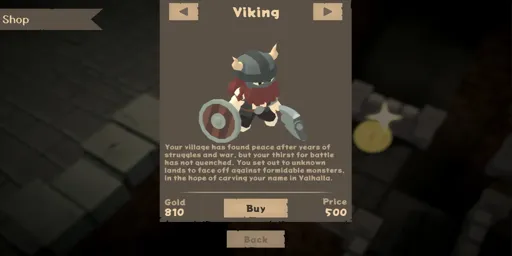 Shop
Viking
Your village has found peace after years of
struggles and war, but your thirst for battle
has not quenched. You set out to unknown
lands to face off against formidable monsters,
in the hope of carving your name in Valhalla.
Gold
810
Buy
Price
500
Back